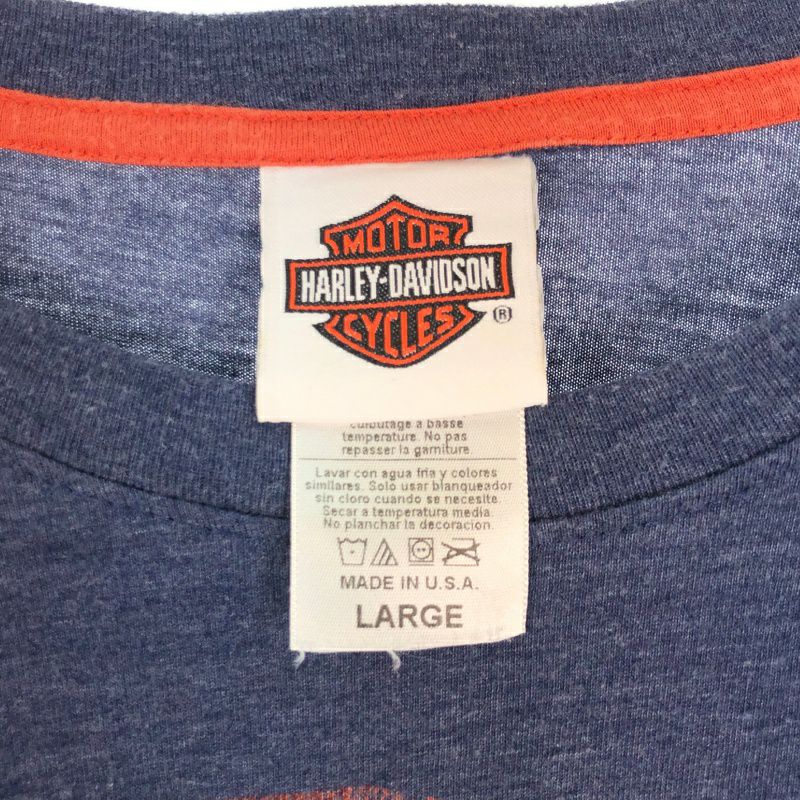 MOTOR
HARLEY-DAVIDSON
CYCLES
®
culbutage a basse
temperature. No pas
repasser la garniture.
Lavar con agua fria y colores
similares. Solo usar blanqueador
sin cloro cuando se necesite.
Secar a temperatura media.
No planchar la decoracion.
MADE IN U.S.A.
LARGE